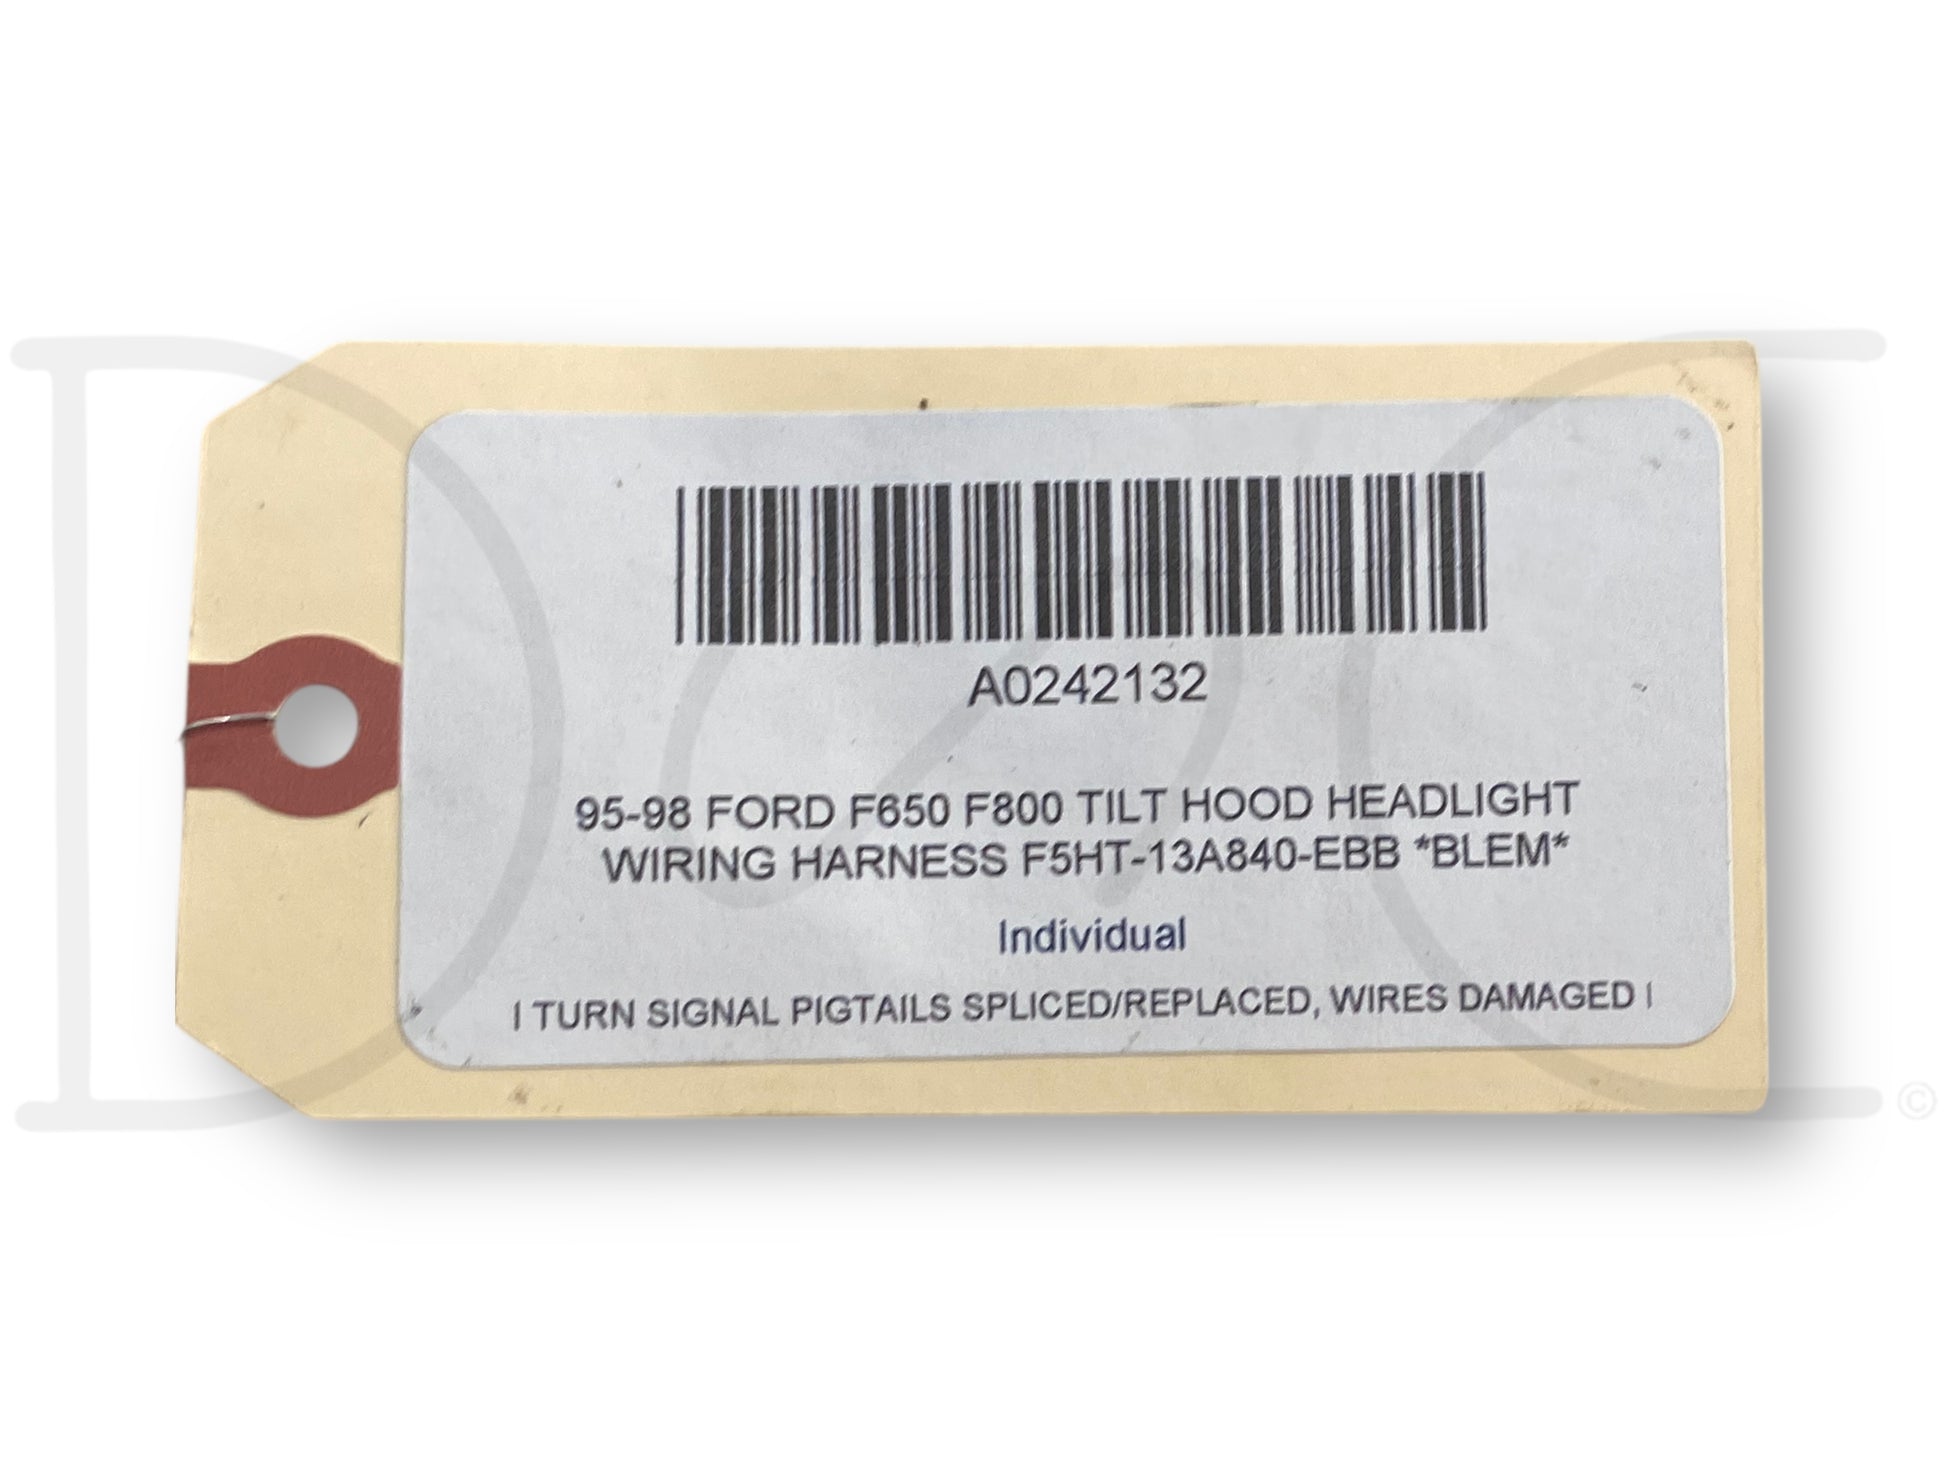 A0242132
95-98 FORD F650 F800 TILT HOOD HEADLIGHT
WIRING HARNESS F5HT-13A840-EBB *BLEM*
Individual
| TURN SIGNAL PIGTAILS SPLICED/REPLACED, WIRES DAMAGED |
©